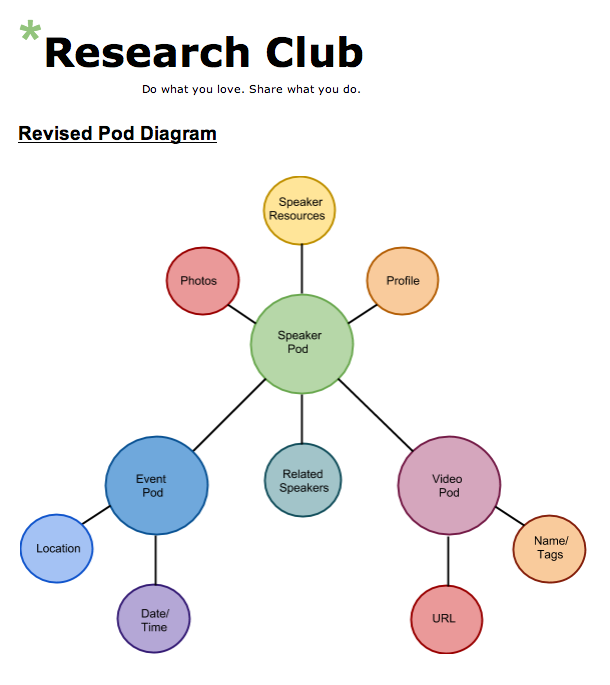 *Research Club
Do what you love. Share what you do.
Revised Pod Diagram
Speaker
Resources
Photos
Profile
Speaker
Pod
Event
Pod
Related
Speakers
Video
Pod
Location
Name/
Tags
Date/
Time
URL